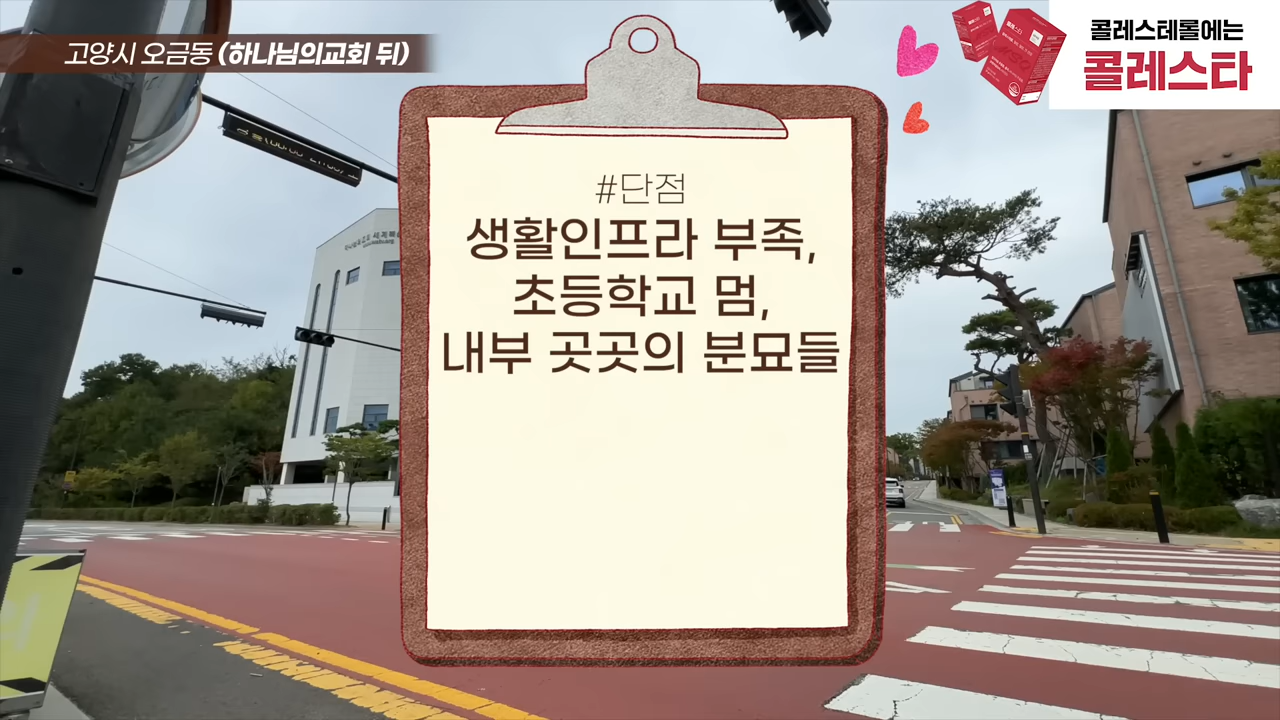 고양시 오금동 (하나님의교회 뒤)
콜레스테롤에는
콜레스타
#단점
생활인프라 부족,
초등학교 멈,
내부 곳곳의 분묘들